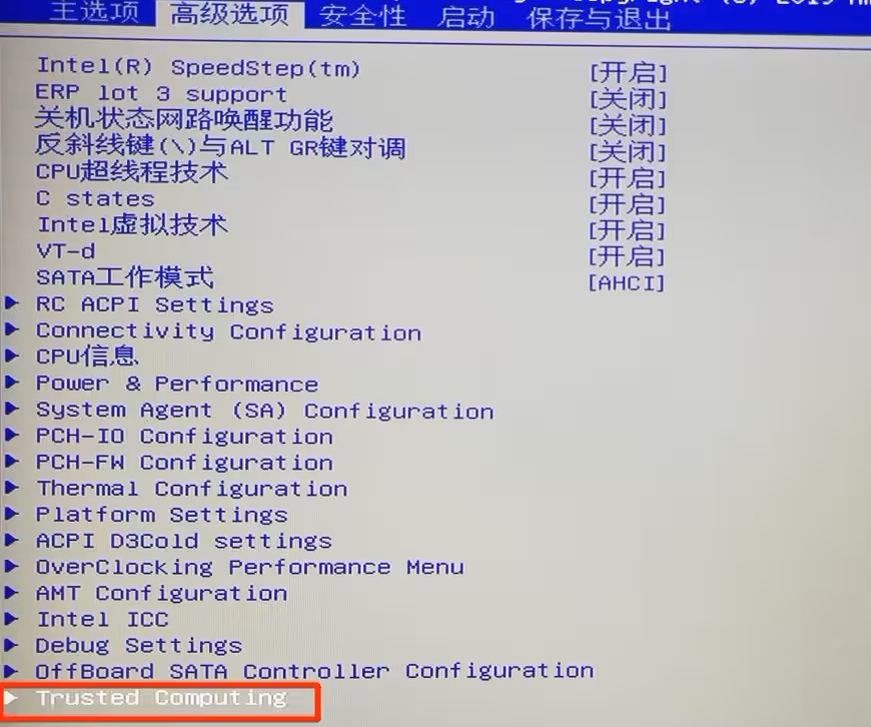 主选项 高级选项 安全性 启动 保存与退出
Intel(R) SpeedStep(tm) [开启]
ERP lot 3 support [关闭]
关机状态网路唤醒功能 [关闭]
反斜线键(\)与ALT GR键对调 [关闭]
CPU超线程技术 [开启]
C states [开启]
Intel虚拟技术 [开启]
VT-d [开启]
SATA工作模式 [AHCI]
RC ACPI Settings
Connectivity Configuration
CPU信息
Power & Performance
System Agent (SA) Configuration
PCH-IO Configuration
PCH-FW Configuration
Thermal Configuration
Platform Settings
ACPI D3Cold settings
OverClocking Performance Menu
AMT Configuration
Intel ICC
Debug Settings
OffBoard SATA Controller Configuration
Trusted Computing